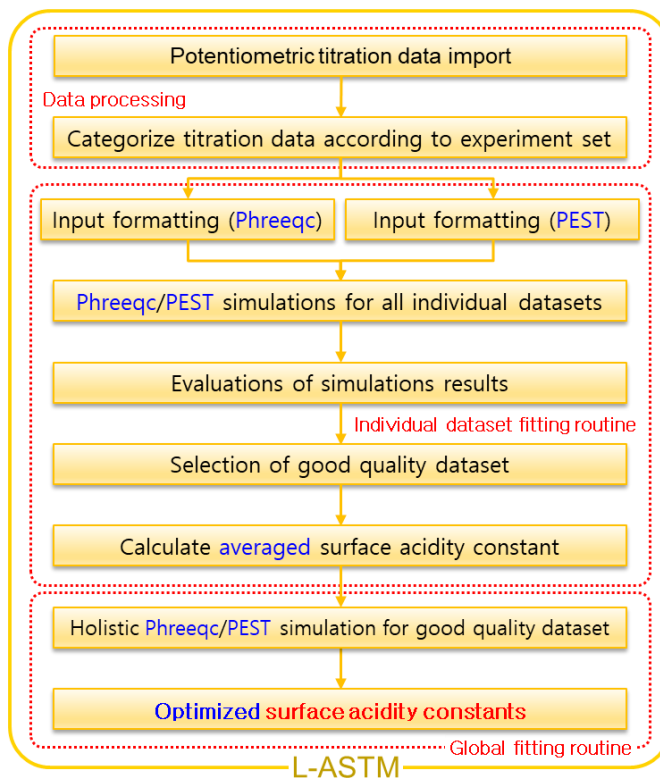 Potentiometric titration data import
Data processing
Categorize titration data according to experiment set
Input formatting (Phreeqc)
Input formatting (PEST)
Phreeqc/PEST simulations for all individual datasets
Evaluations of simulations results
Individual dataset fitting routine
Selection of good quality dataset
Calculate averaged surface acidity constant
Holistic Phreeqc/PEST simulation for good quality dataset
Optimized surface acidity constants
Global fitting routine
L-ASTM